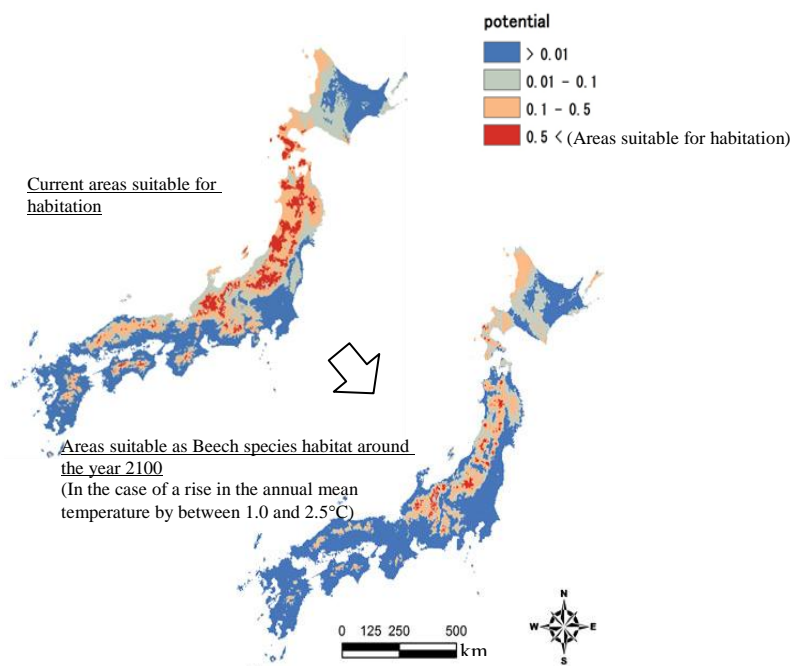 potential
> 0.01
0.01 - 0.1
0.1 - 0.5
0.5 < (Areas suitable for habitation)
Current areas suitable for
habitation
Areas suitable as Beech species habitat around
the year 2100
(In the case of a rise in the annual mean
temperature by between 1.0 and 2.5°C)
0 125 250 500
km
N
W E
S